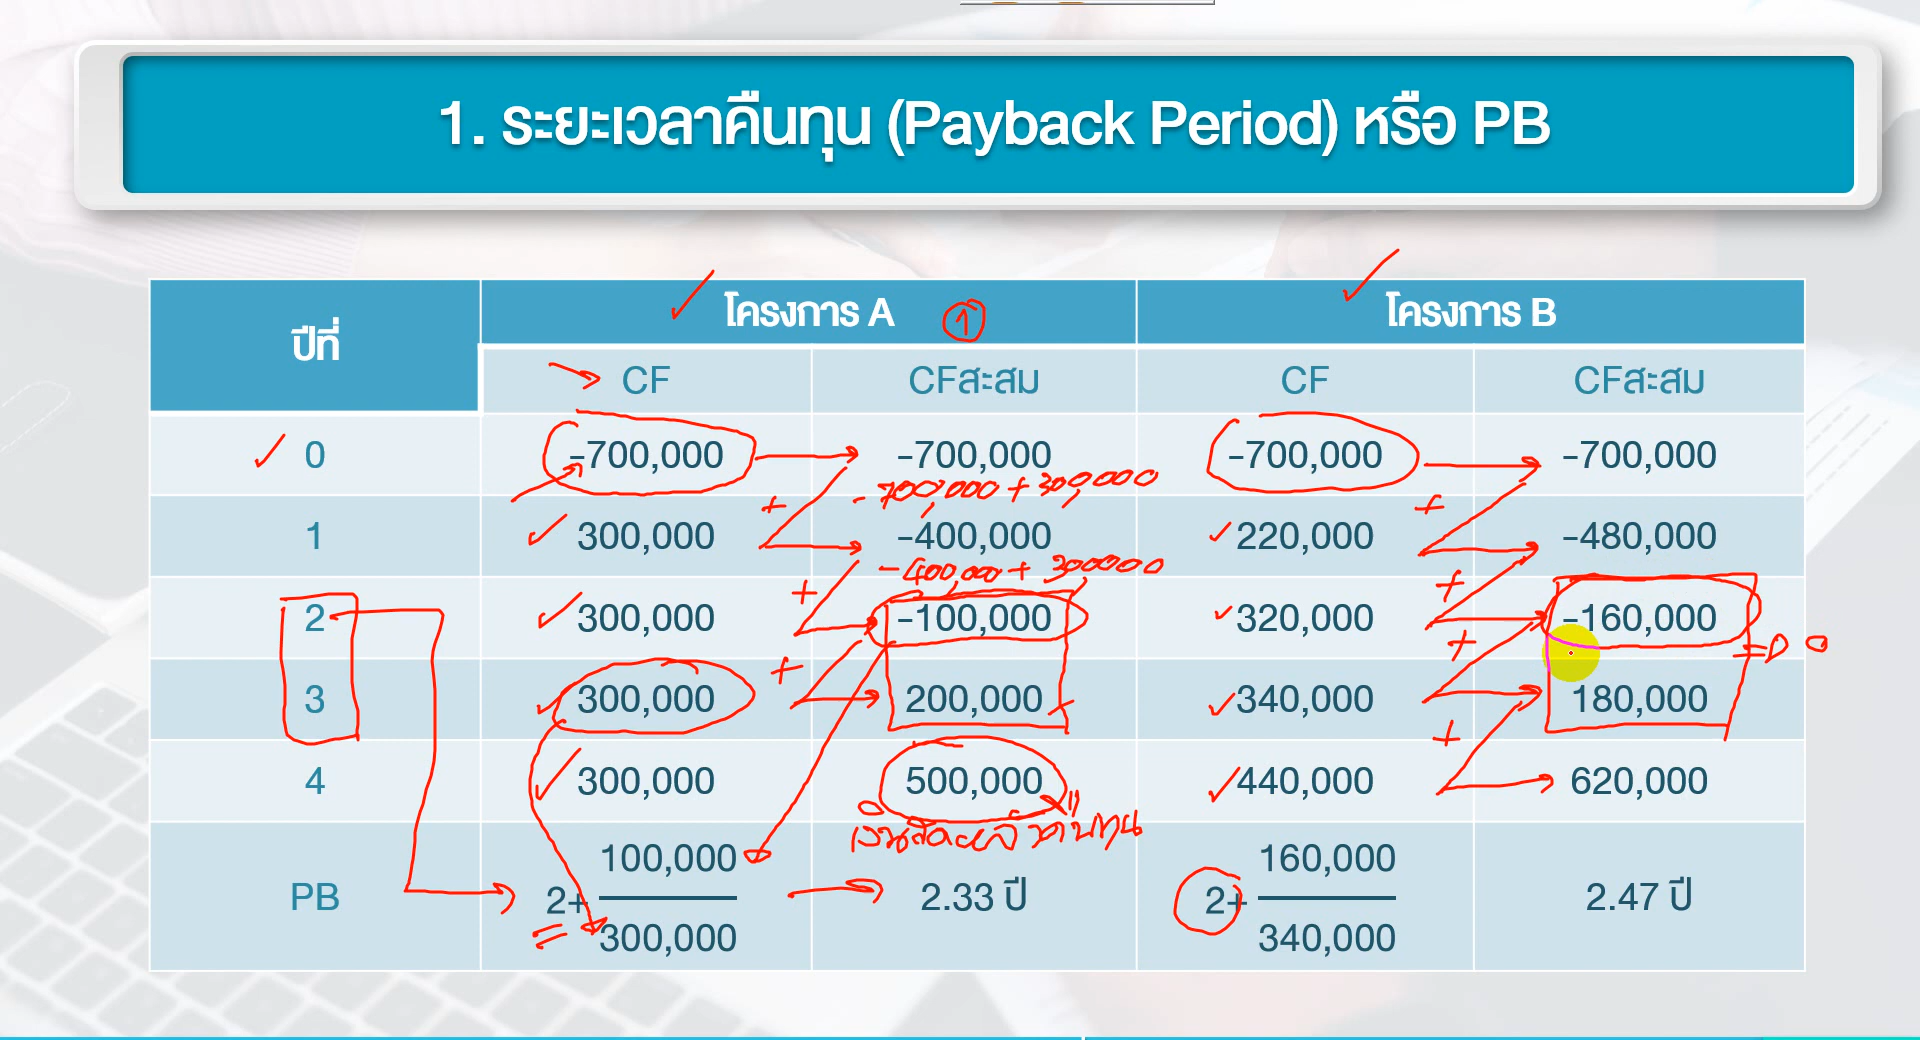 1. ระยะเวลาคืนทุน (Payback Period) หรือ PB
ปีที่ โครงการ A ① โครงการ B
CF CFสะสม CF CFสะสม
0 -700,000 -700,000 -700,000 -700,000
- 700,000 + 300,000
1 300,000 -400,000 220,000 -480,000
- 400,000 + 300000
2 300,000 -100,000 320,000 -160,000
3 300,000 200,000 340,000 180,000
4 300,000 500,000 440,000 620,000
PB 2+ 100,000 / 300,000 2.33 ปี 2+ 160,000 / 340,000 2.47 ปี